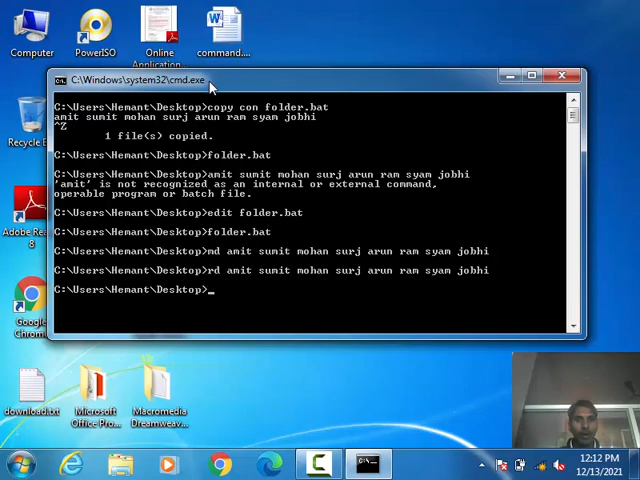 Computer
PowerISO
Online
Application...
command....
C:\Windows\system32\cmd.exe
C:\Users\Hemant\Desktop>copy con folder.bat
amit sumit mohan surj arun ram syam jobhi
^Z
1 file(s) copied.
C:\Users\Hemant\Desktop>folder.bat
C:\Users\Hemant\Desktop>amit sumit mohan surj arun ram syam jobhi
'amit' is not recognized as an internal or external command,
operable program or batch file.
C:\Users\Hemant\Desktop>edit folder.bat
C:\Users\Hemant\Desktop>folder.bat
C:\Users\Hemant\Desktop>md amit sumit mohan surj arun ram syam jobhi
C:\Users\Hemant\Desktop>rd amit sumit mohan surj arun ram syam jobhi
C:\Users\Hemant\Desktop>_
Recycle
Adobe
8
Google
Chrom
download.txt
Microsoft
Office Pro...
Macromedia
Dreamweav...
12:12 PM
12/13/2021